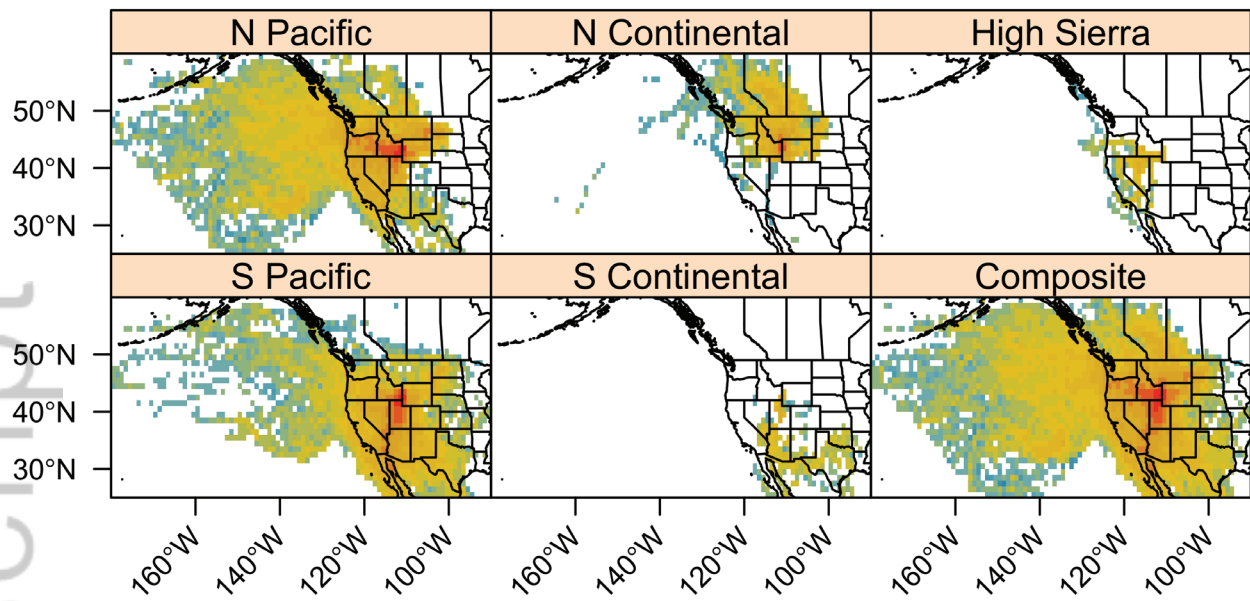 N Pacific N Continental High Sierra
50°N
40°N
30°N
S Pacific S Continental Composite
50°N
40°N
30°N
160°W 140°W 120°W 100°W 160°W 140°W 120°W 100°W 160°W 140°W 120°W 100°W